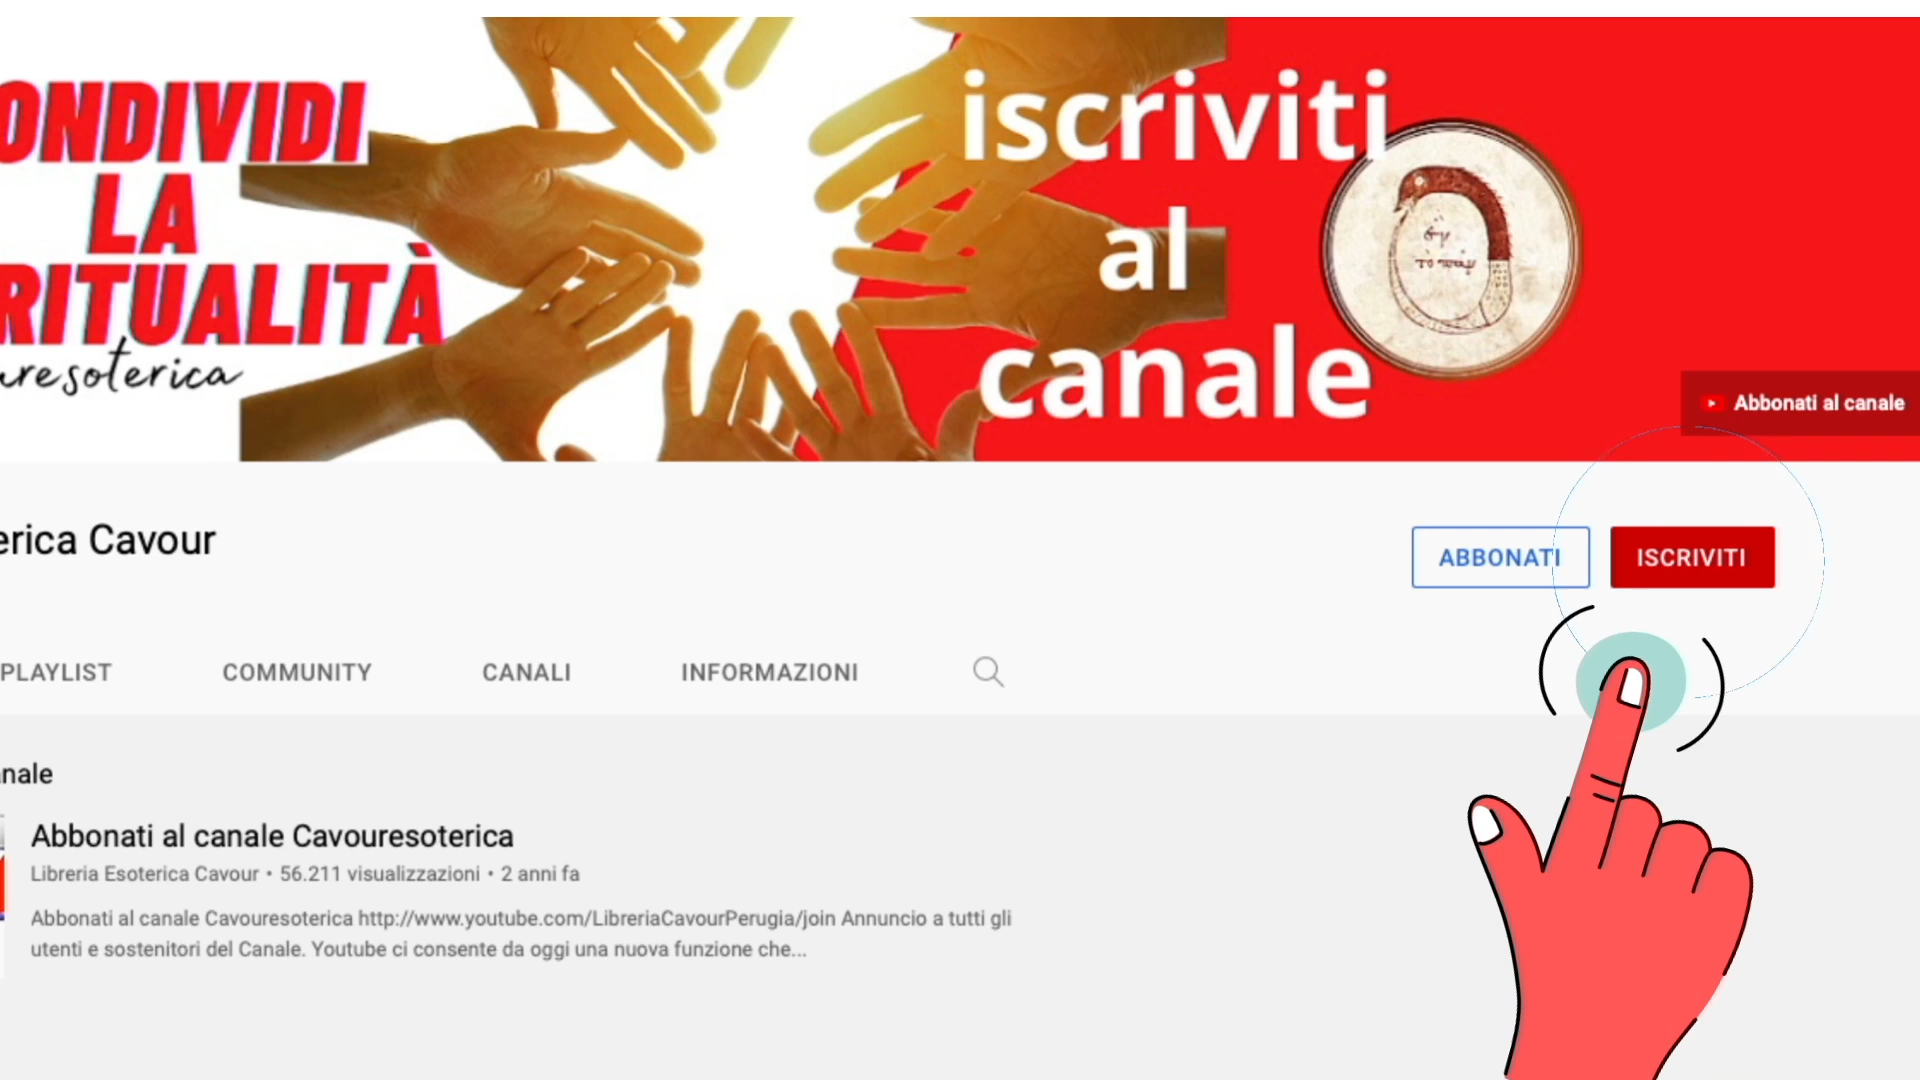 ONDIVIDI
LA
RITUALITÀ
uresoterica
iscriviti
al
canale
Abbonati al canale
erica Cavour
ABBONATI
ISCRIVITI
PLAYLIST
COMMUNITY
CANALI
INFORMAZIONI
nale
Abbonati al canale Cavouresoterica
Libreria Esoterica Cavour • 56.211 visualizzazioni • 2 anni fa
Abbonati al canale Cavouresoterica http://www.youtube.com/LibreriaCavourPerugia/join Annuncio a tutti gli
utenti e sostenitori del Canale. Youtube ci consente da oggi una nuova funzione che...